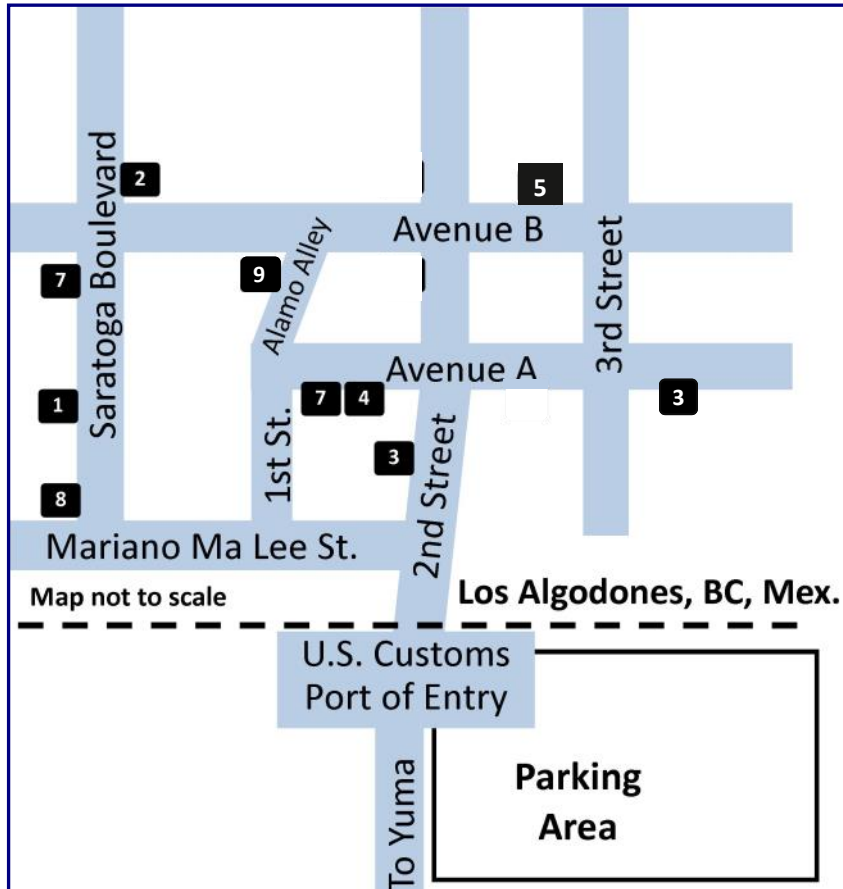 2
5
Saratoga Boulevard
Avenue B
3rd Street
7
9
Alamo Alley
Avenue A
1
7
4
3
1st St.
2nd Street
3
8
Mariano Ma Lee St.
Map not to scale
Los Algodones, BC, Mex.
U.S. Customs
Port of Entry
Parking
Area
To Yuma